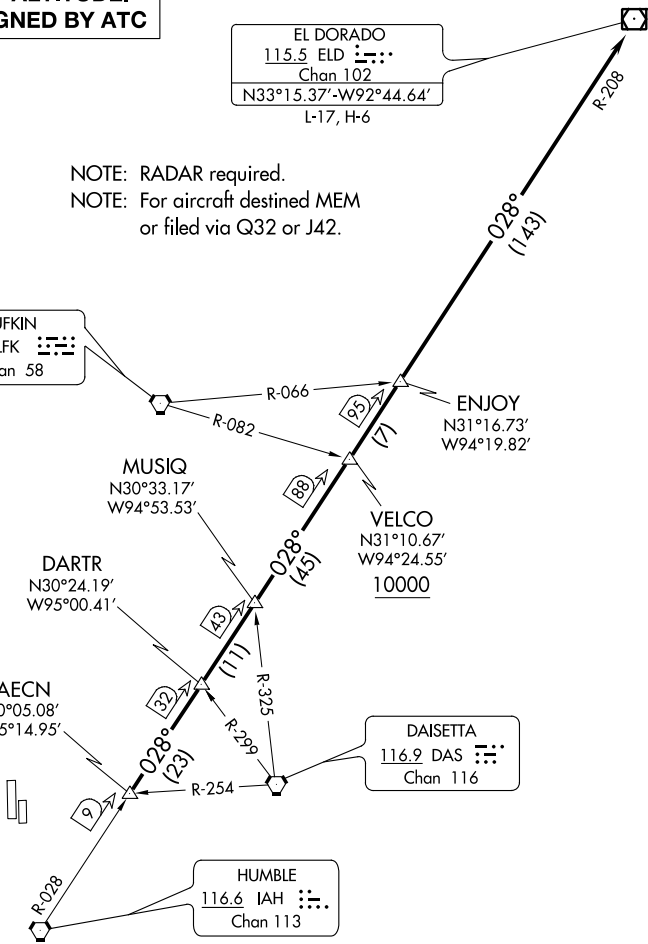 GNED BY ATC
EL DORADO
115.5 ELD
Chan 102
N33°15.37'-W92°44.64'
L-17, H-6
R-208
NOTE: RADAR required.
NOTE: For aircraft destined MEM
or filed via Q32 or J42.
028°
(143)
UFKIN
LFK
an 58
R-066
R-082
95
(7)
ENJOY
N31°16.73'
W94°19.82'
88
VELCO
N31°10.67'
W94°24.55'
10000
MUSIQ
N30°33.17'
W94°53.53'
028°
(45)
DARTR
N30°24.19'
W95°00.41'
43
(11)
R-325
32
R-299
AECN
0°05.08'
5°14.95'
028°
(23)
R-254
DAISETTA
116.9 DAS
Chan 116
9
R-028
HUMBLE
116.6 IAH
Chan 113